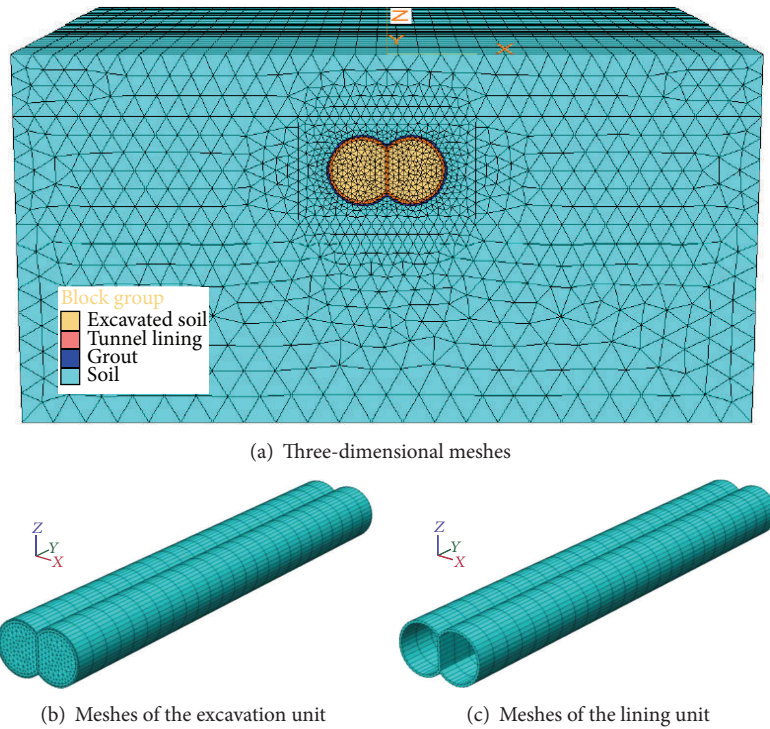 Z
Y
X
Block group
Excavated soil
Tunnel lining
Grout
Soil
(a) Three-dimensional meshes
Z
Y
X
Z
Y
X
(b) Meshes of the excavation unit
(c) Meshes of the lining unit